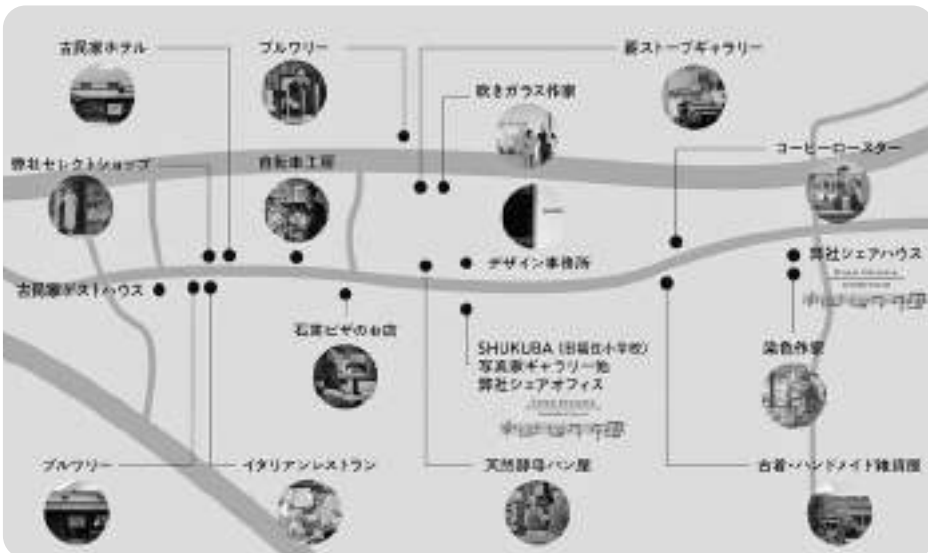 古民家ホテル
ブルワリー
薪ストーブギャラリー
吹きガラス作家
弊社セレクトショップ
自転車工房
コーヒーロースター
デザイン事務所
弊社シェアハウス
古民家ゲストハウス
石窯ピザのお店
SHUKUBA（旧福住小学校）
写真家ギャラリー他
弊社シェアオフィス
染色作家
ブルワリー
イタリアンレストラン
天然酵母パン屋
古着・ハンドメイド雑貨屋